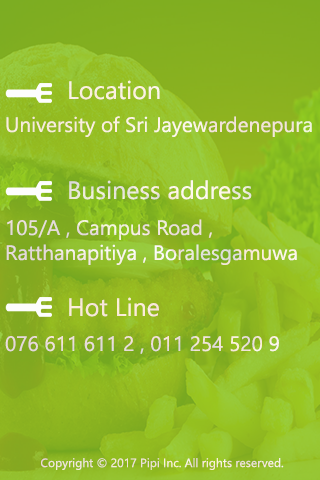 Location
University of Sri Jayewardenepura
Business address
105/A , Campus Road ,
Ratthanapitiya , Boralesgamuwa
Hot Line
076 611 611 2 , 011 254 520 9
Copyright © 2017 Pipi Inc. All rights reserved.